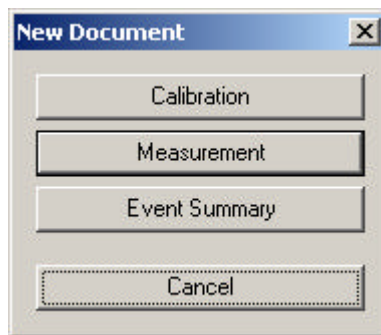 New Document
Calibration
Measurement
Event Summary
Cancel